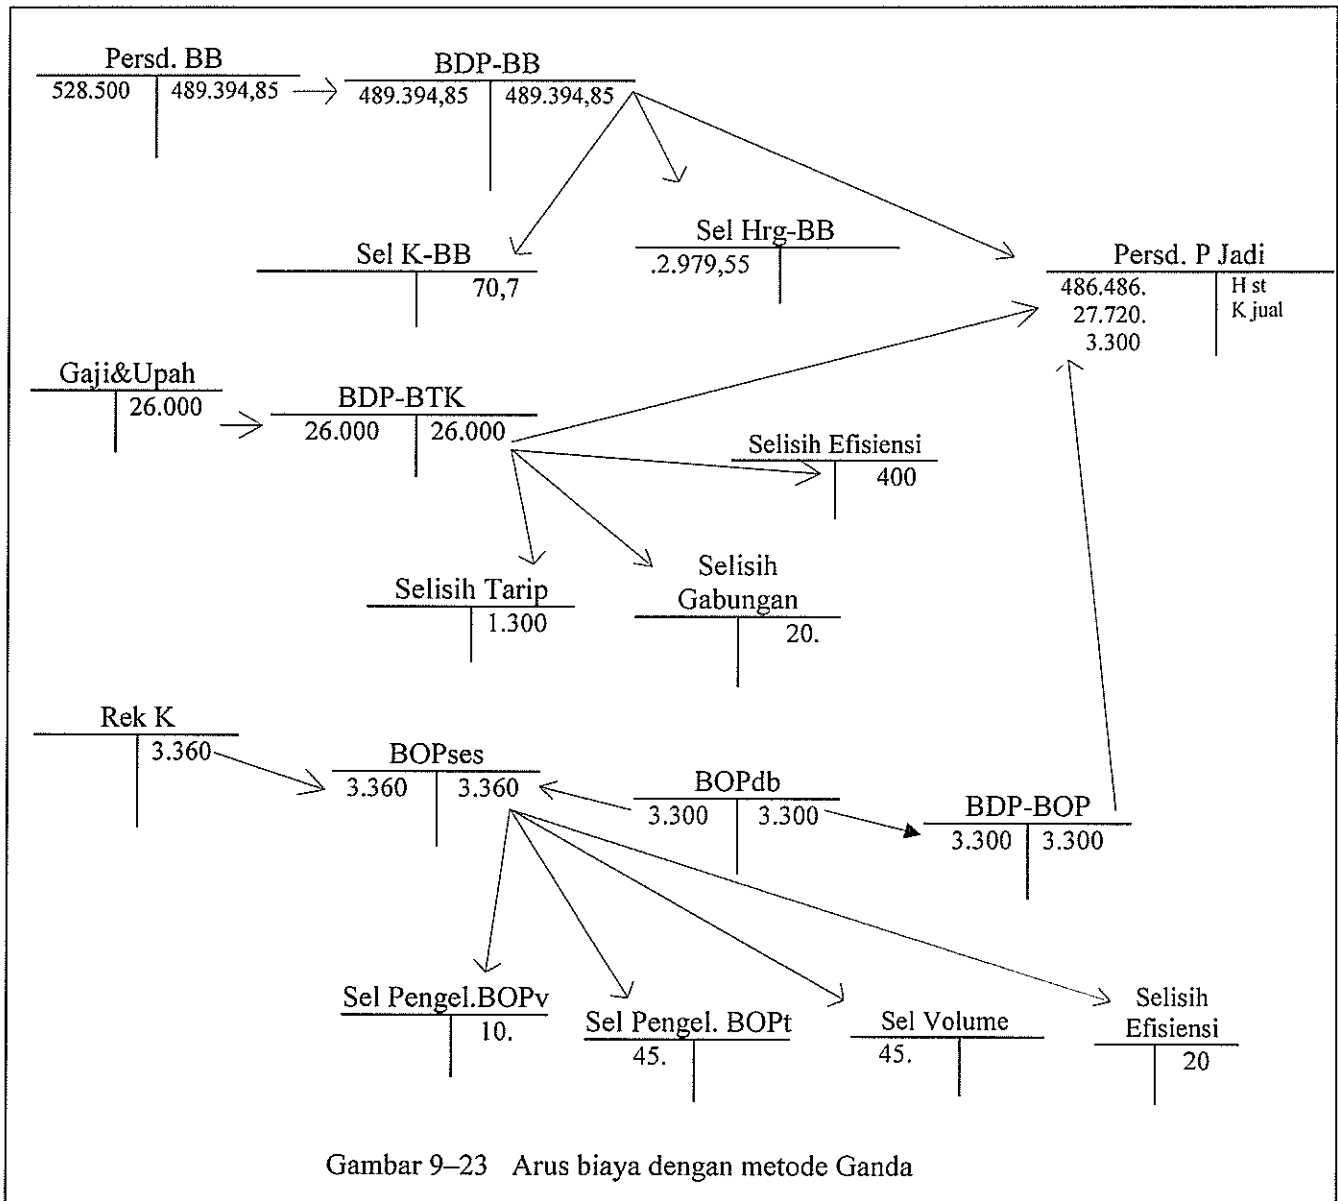 Persd. BB
528.500 489.394,85
BDP-BB
489.394,85 489.394,85
Sel K-BB
70,7
Sel Hrg-BB
.2.979,55
Persd. P Jadi
486.486. H st
27.720. K jual
3.300
Gaji&Upah
26.000
BDP-BTK
26.000 26.000
Selisih Efisiensi
400
Selisih Tarip
1.300
Selisih
Gabungan
20.
Rek K
3.360
BOPses
3.360 3.360
BOPdb
3.300 3.300
BDP-BOP
3.300 3.300
Sel Pengel.BOPv
10.
Sel Pengel. BOPt
45.
Sel Volume
45.
Selisih
Efisiensi
20
Gambar 9–23 Arus biaya dengan metode Ganda